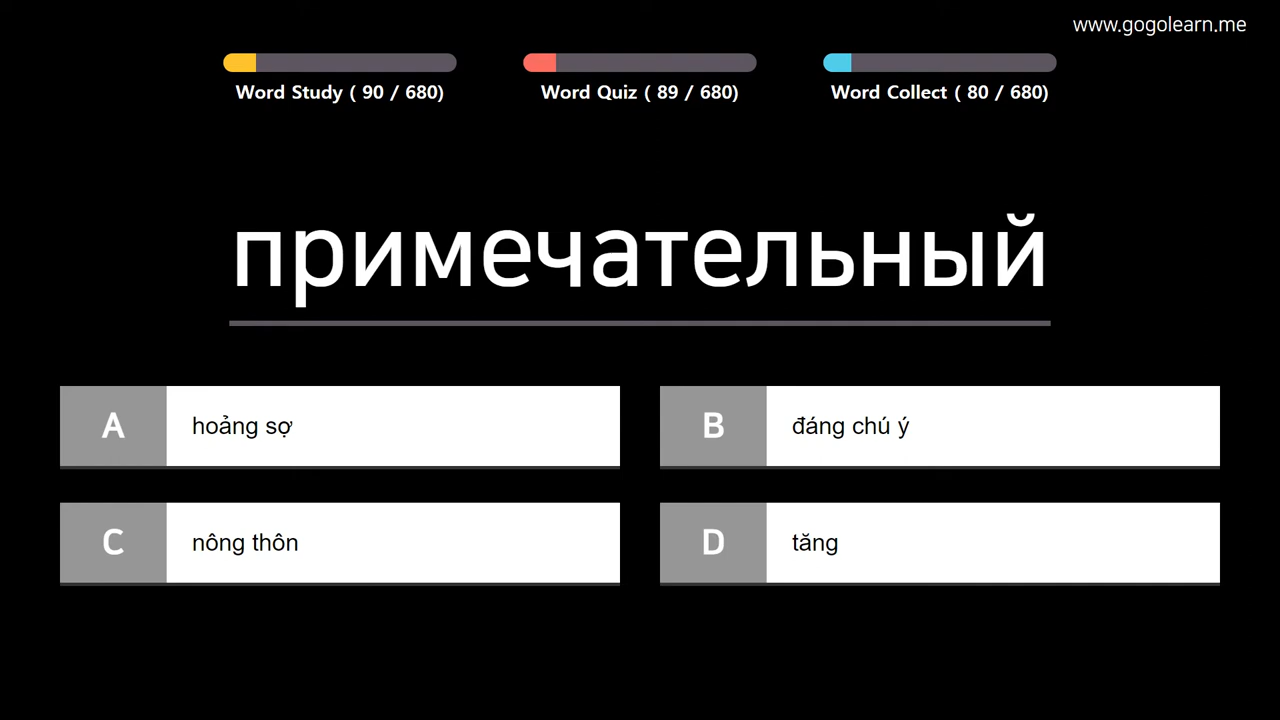 www.gogolearn.me
Word Study ( 90 / 680)
Word Quiz ( 89 / 680)
Word Collect ( 80 / 680)
примечательный
A hoảng sợ
B đáng chú ý
C nông thôn
D tăng